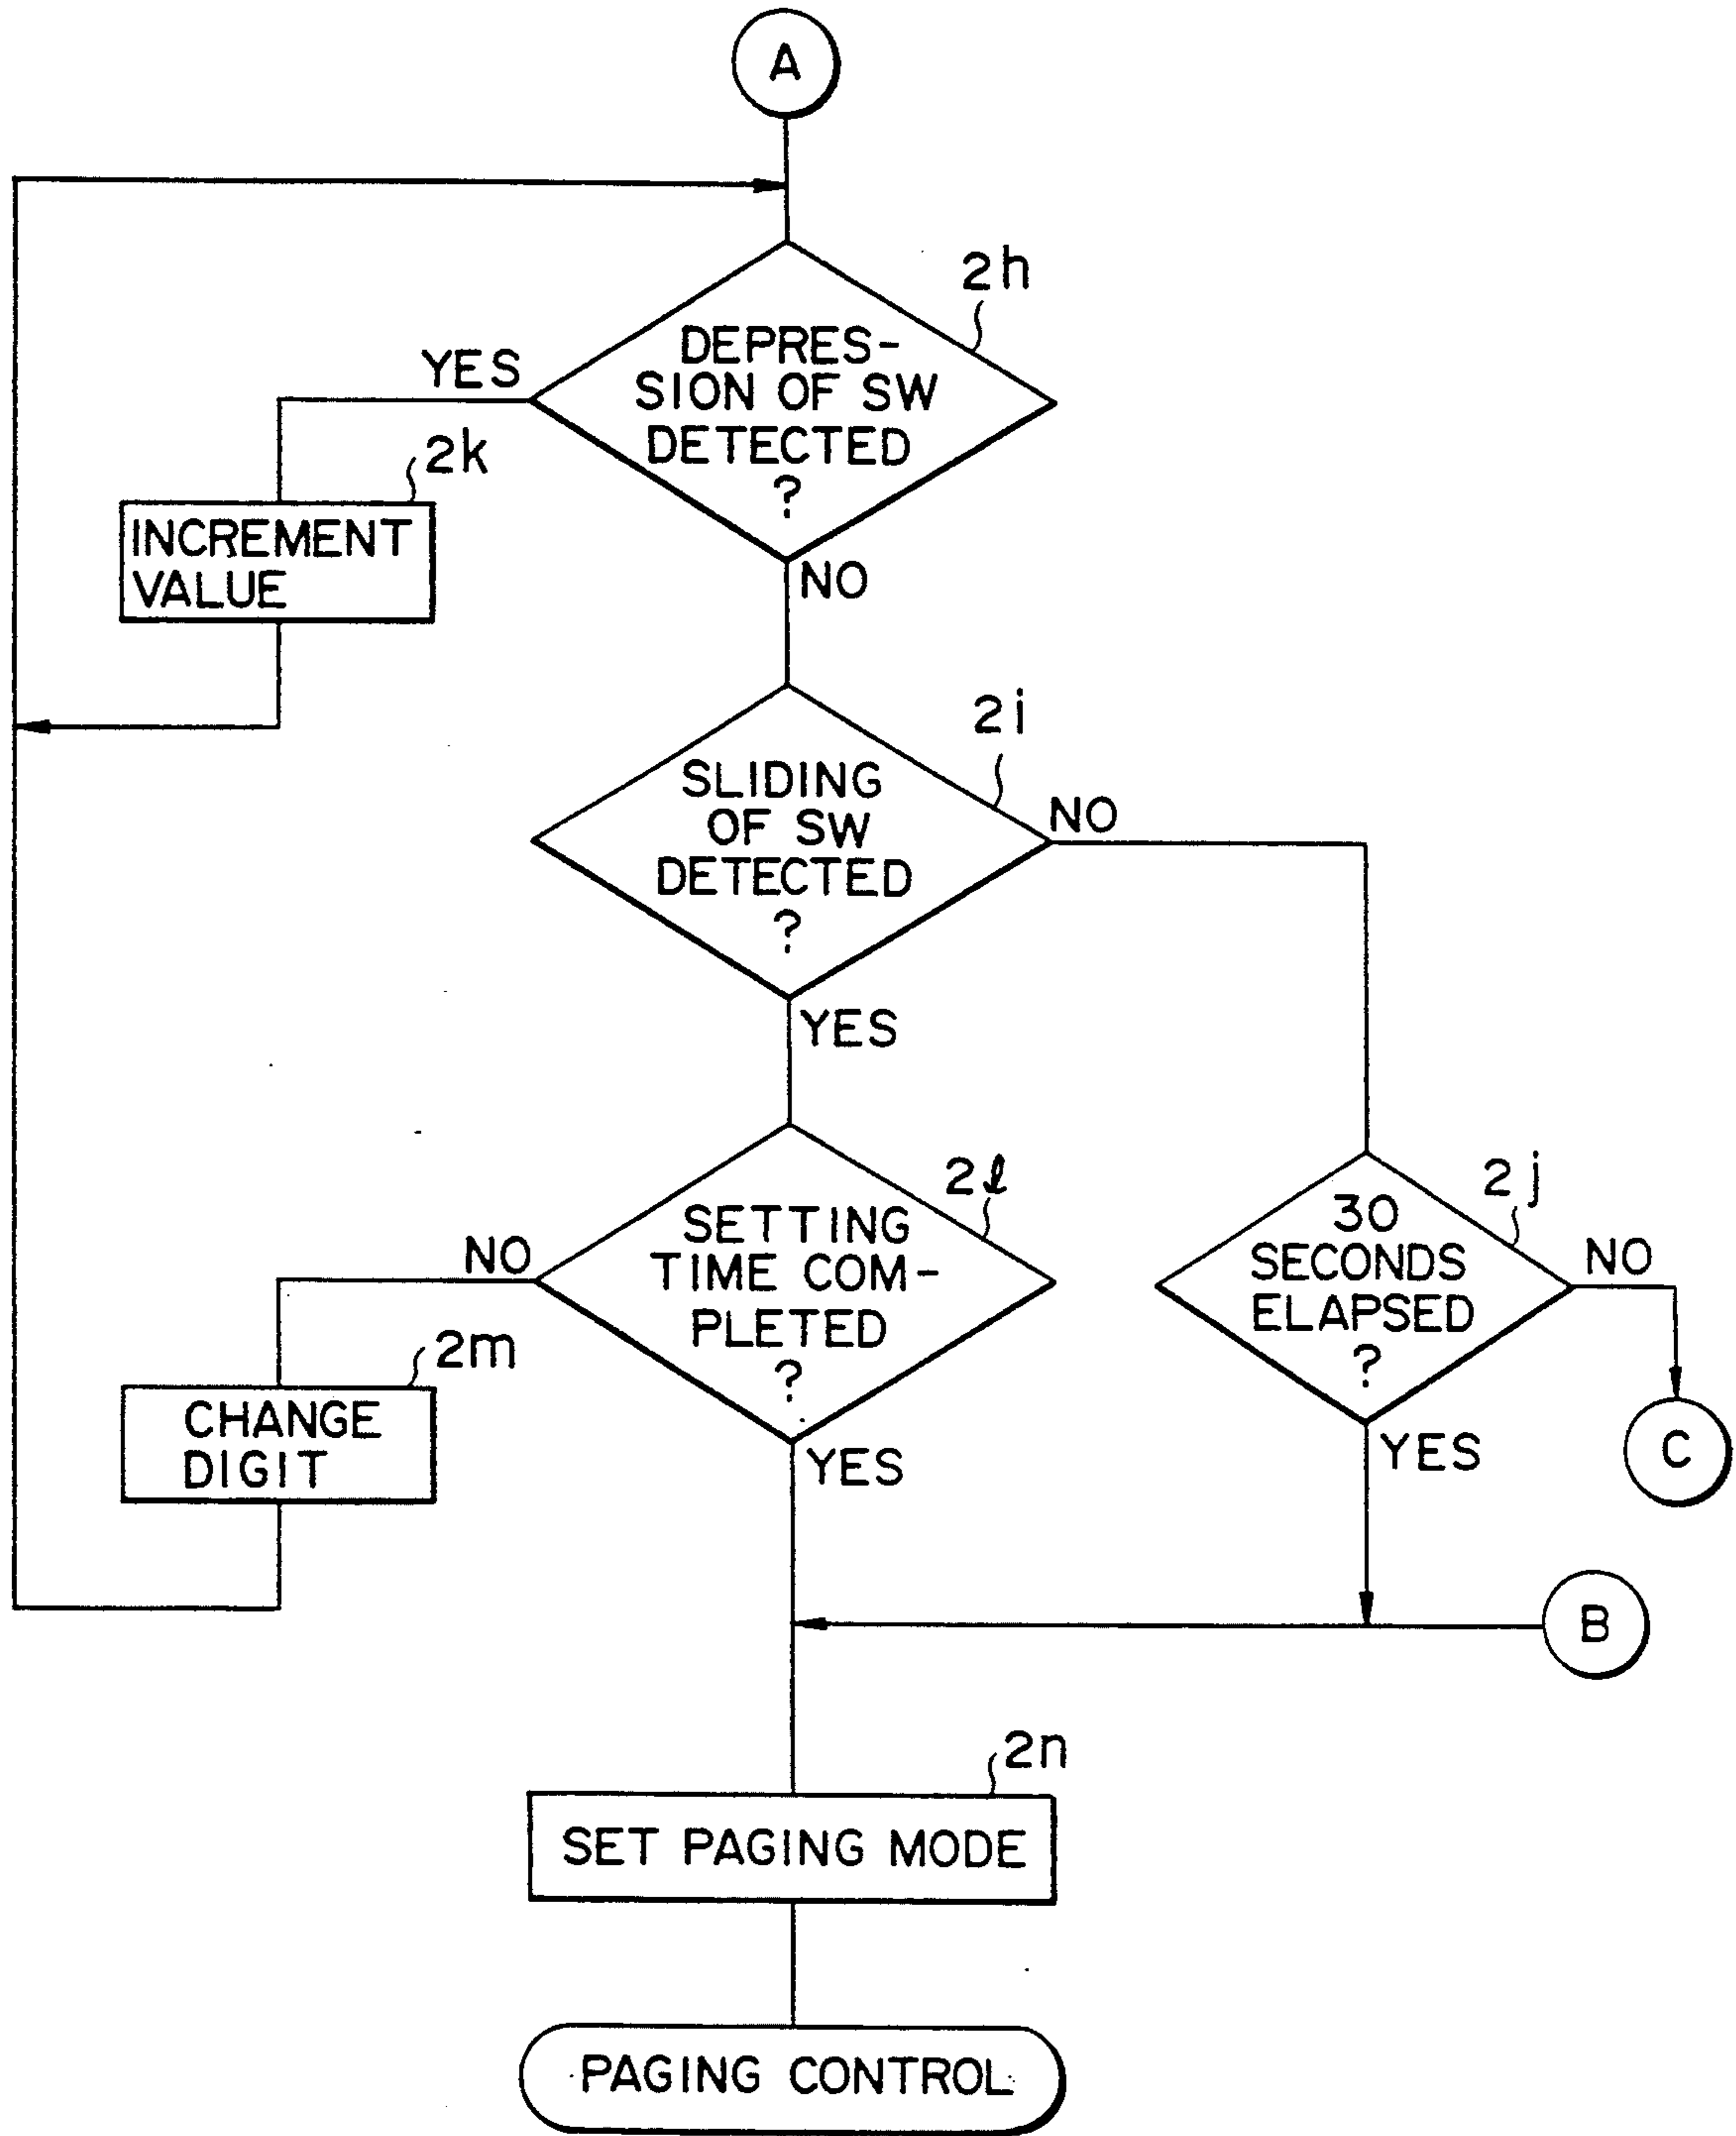 A
2h
DEPRES-
SION OF SW
DETECTED
?
YES
2k
INCREMENT
VALUE
NO
2i
SLIDING
OF SW
DETECTED
?
NO
YES
2ℓ
SETTING
TIME COM-
PLETED
?
NO
2m
CHANGE
DIGIT
YES
2j
30
SECONDS
ELAPSED
?
NO
C
YES
B
2n
SET PAGING MODE
PAGING CONTROL